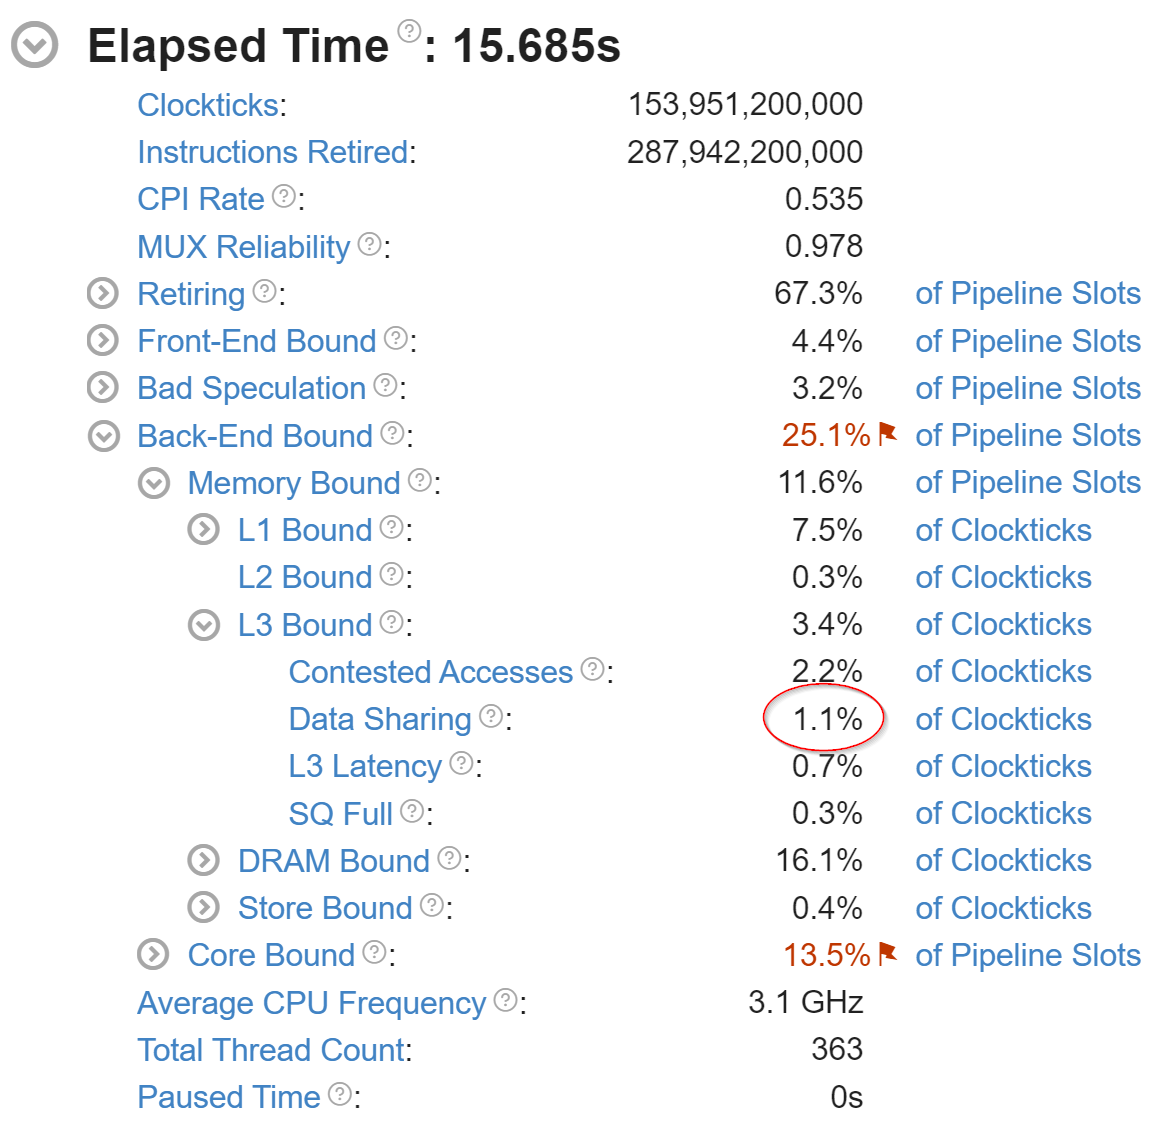 Elapsed Time ?: 15.685s
Clockticks: 153,951,200,000
Instructions Retired: 287,942,200,000
CPI Rate ?: 0.535
MUX Reliability ?: 0.978
Retiring ?: 67.3% of Pipeline Slots
Front-End Bound ?: 4.4% of Pipeline Slots
Bad Speculation ?: 3.2% of Pipeline Slots
Back-End Bound ?: 25.1% of Pipeline Slots
Memory Bound ?: 11.6% of Pipeline Slots
L1 Bound ?: 7.5% of Clockticks
L2 Bound ?: 0.3% of Clockticks
L3 Bound ?: 3.4% of Clockticks
Contested Accesses ?: 2.2% of Clockticks
Data Sharing ?: 1.1% of Clockticks
L3 Latency ?: 0.7% of Clockticks
SQ Full ?: 0.3% of Clockticks
DRAM Bound ?: 16.1% of Clockticks
Store Bound ?: 0.4% of Clockticks
Core Bound ?: 13.5% of Pipeline Slots
Average CPU Frequency ?: 3.1 GHz
Total Thread Count: 363
Paused Time ?: 0s